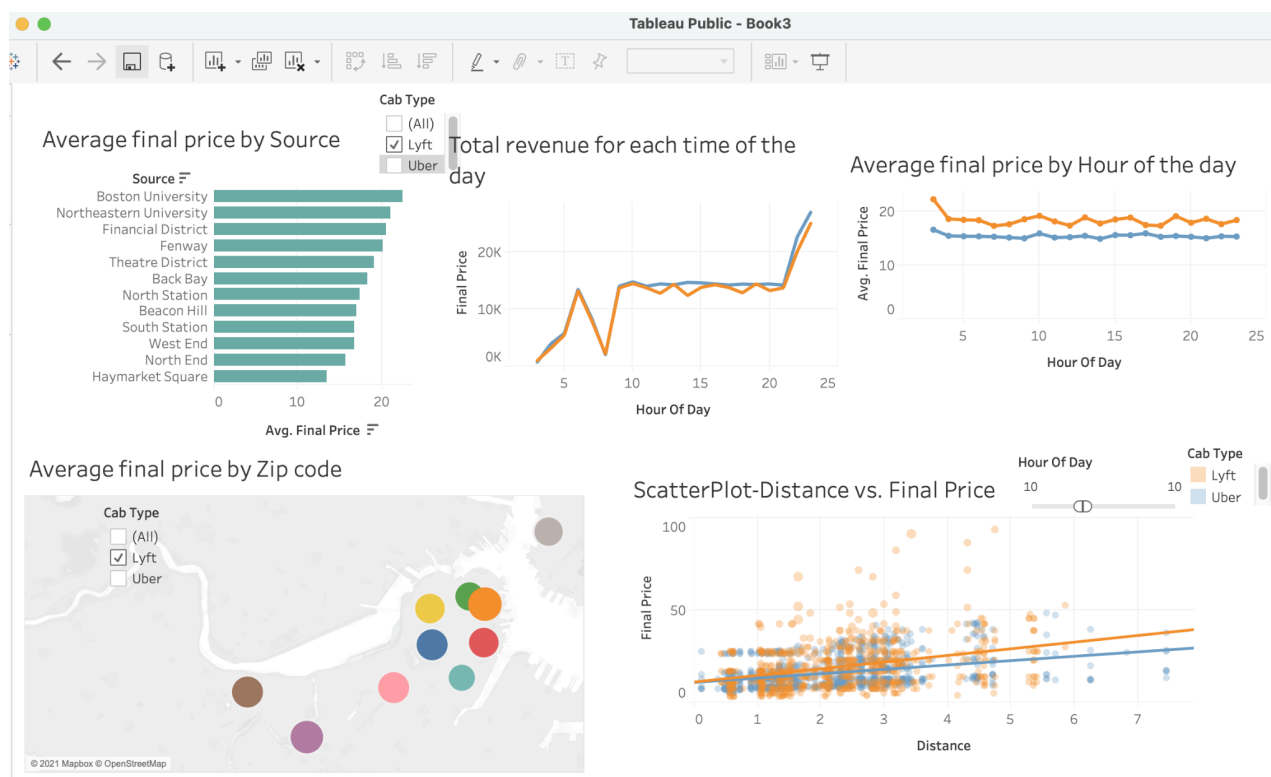 Tableau Public - Book3
Cab Type
(All)
Lyft
Uber
Average final price by Source
Source
Boston University
Northeastern University
Financial District
Fenway
Theatre District
Back Bay
North Station
Beacon Hill
South Station
West End
North End
Haymarket Square
0 10 20
Avg. Final Price
Total revenue for each time of the
day
Final Price
20K
10K
0K
5 10 15 20 25
Hour Of Day
Average final price by Hour of the day
Avg. Final Price
20
10
0
5 10 15 20
Hour Of Day
Average final price by Zip code
Cab Type
(All)
Lyft
Uber
© 2021 Mapbox © OpenStreetMap
ScatterPlot-Distance vs. Final Price
Hour Of Day
10 10
Cab Type
Lyft
Uber
Final Price
100
50
0
0 1 2 3 4 5 6 7
Distance